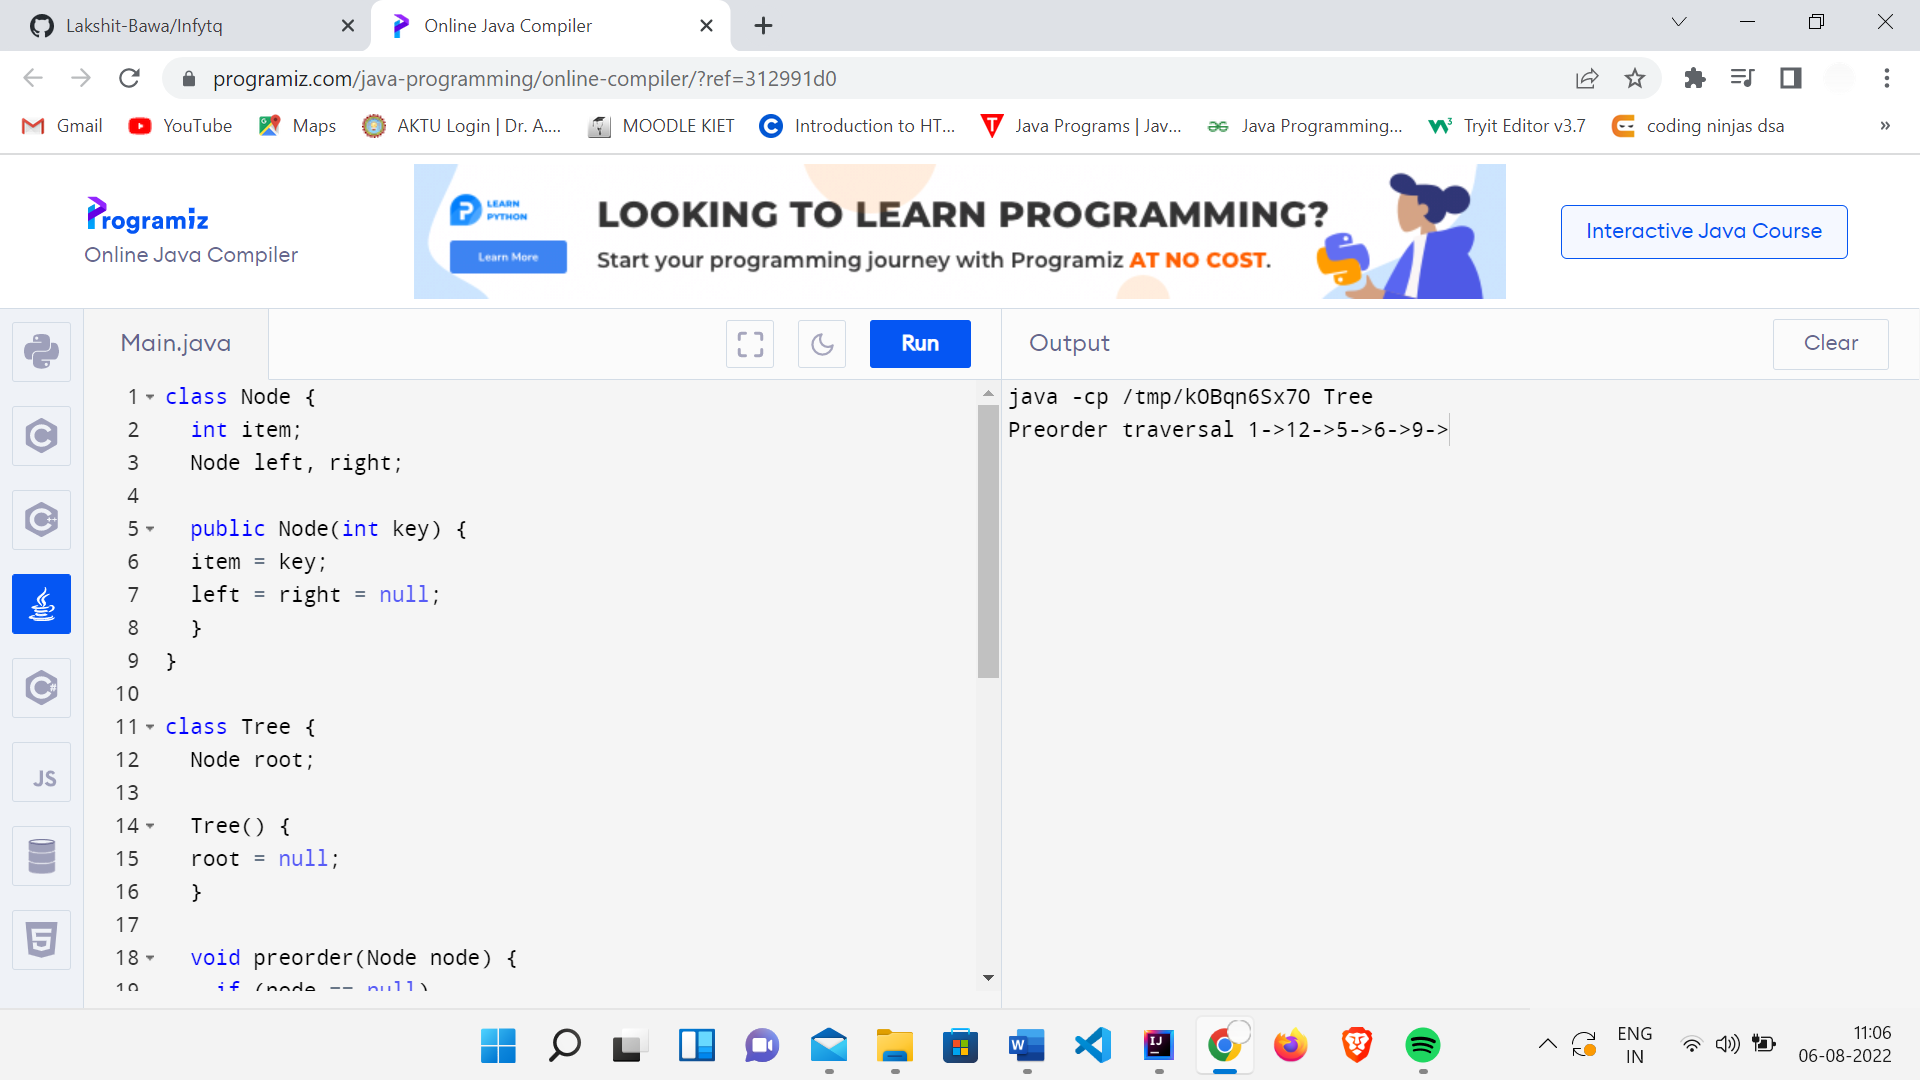 Lakshit-Bawa/Infytq
Online Java Compiler
programiz.com/java-programming/online-compiler/?ref=312991d0
Gmail
YouTube
Maps
AKTU Login | Dr. A....
MOODLE KIET
Introduction to HT...
Java Programs | Jav...
Java Programming...
Tryit Editor v3.7
coding ninjas dsa
»
Programiz
Online Java Compiler
LEARN
PYTHON
Learn More
LOOKING TO LEARN PROGRAMMING?
Start your programming journey with Programiz AT NO COST.
Interactive Java Course
Main.java
Run
Output
Clear
1 class Node {
2 int item;
3 Node left, right;
4
5 public Node(int key) {
6 item = key;
7 left = right = null;
8 }
9 }
10
11 class Tree {
12 Node root;
13
14 Tree() {
15 root = null;
16 }
17
18 void preorder(Node node) {
19 if (node == null)
java -cp /tmp/kOBqn6Sx7O Tree
Preorder traversal 1->12->5->6->9->
JS
ENG
IN
11:06
06-08-2022